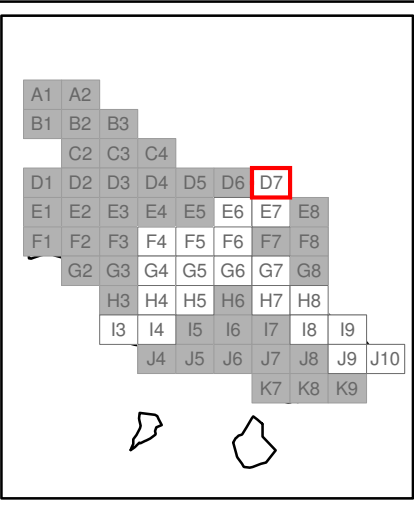 A1 A2
B1 B2 B3
C2 C3 C4
D1 D2 D3 D4 D5 D6 D7
E1 E2 E3 E4 E5 E6 E7 E8
F1 F2 F3 F4 F5 F6 F7 F8
G2 G3 G4 G5 G6 G7 G8
H3 H4 H5 H6 H7 H8
I3 I4 I5 I6 I7 I8 I9
J4 J5 J6 J7 J8 J9 J10
K7 K8 K9